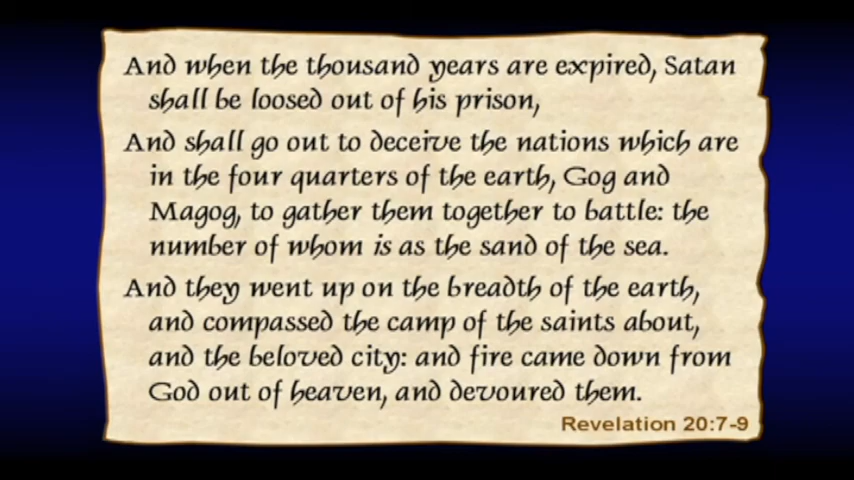 And when the thousand years are expired, Satan
shall be loosed out of his prison,
And shall go out to deceive the nations which are
in the four quarters of the earth, Gog and
Magog, to gather them together to battle: the
number of whom is as the sand of the sea.
And they went up on the breadth of the earth,
and compassed the camp of the saints about,
and the beloved city: and fire came down from
God out of heaven, and devoured them.
Revelation 20:7-9